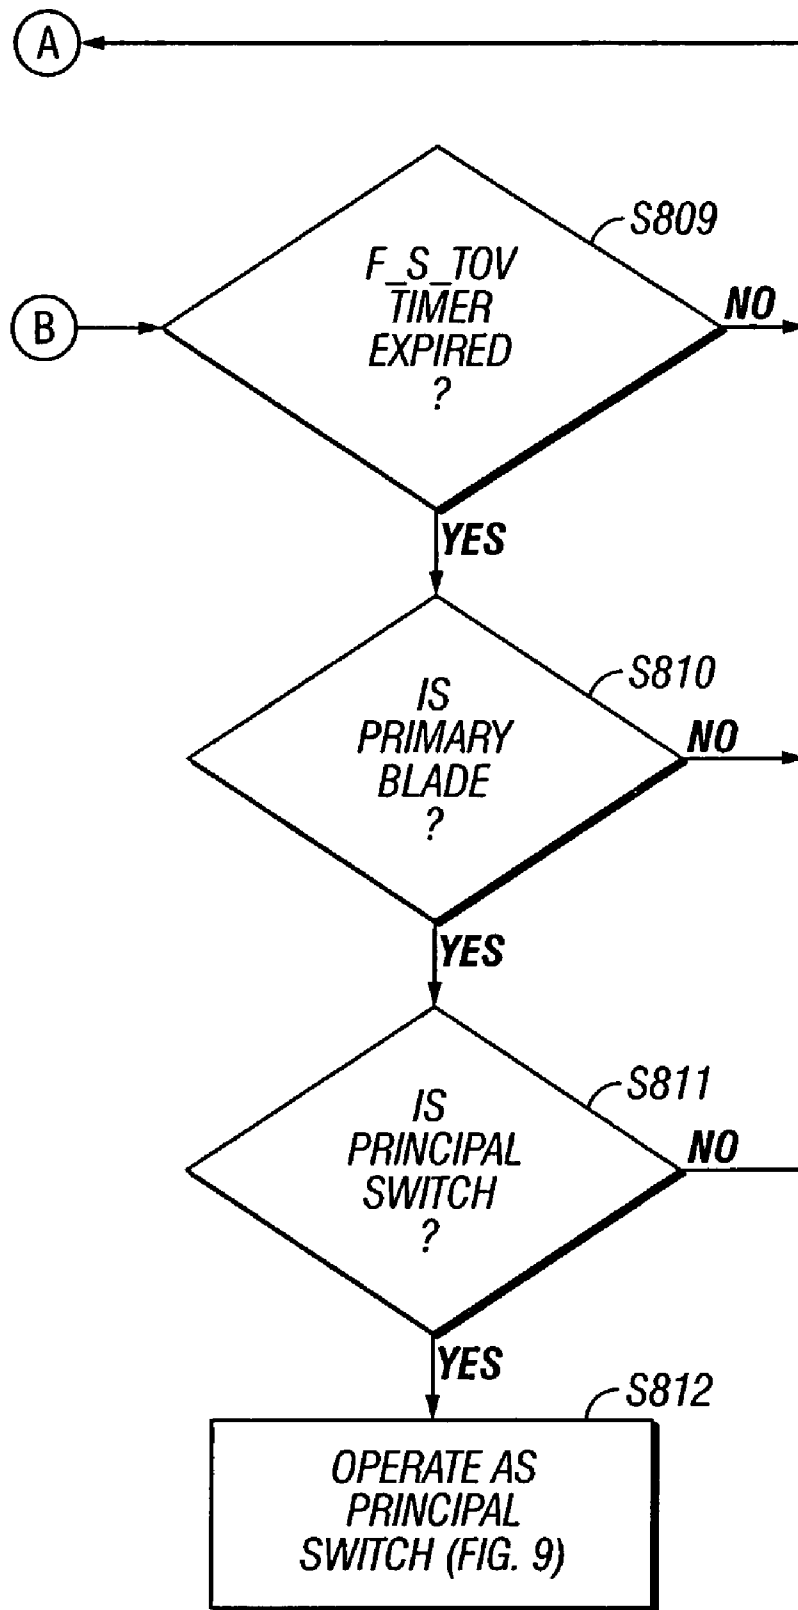 A
S809
F_S_TOV
TIMER
EXPIRED
?
B
NO
YES
S810
IS
PRIMARY
BLADE
?
NO
YES
S811
IS
PRINCIPAL
SWITCH
?
NO
YES
S812
OPERATE AS
PRINCIPAL
SWITCH (FIG. 9)